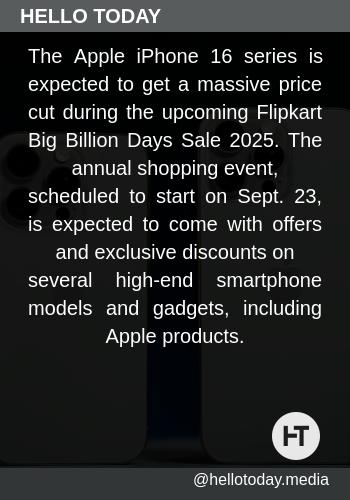 HELLO TODAY
The Apple iPhone 16 series is
expected to get a massive price
cut during the upcoming Flipkart
Big Billion Days Sale 2025. The
annual shopping event,
scheduled to start on Sept. 23,
is expected to come with offers
and exclusive discounts on
several high-end smartphone
models and gadgets, including
Apple products.
HT
@hellotoday.media